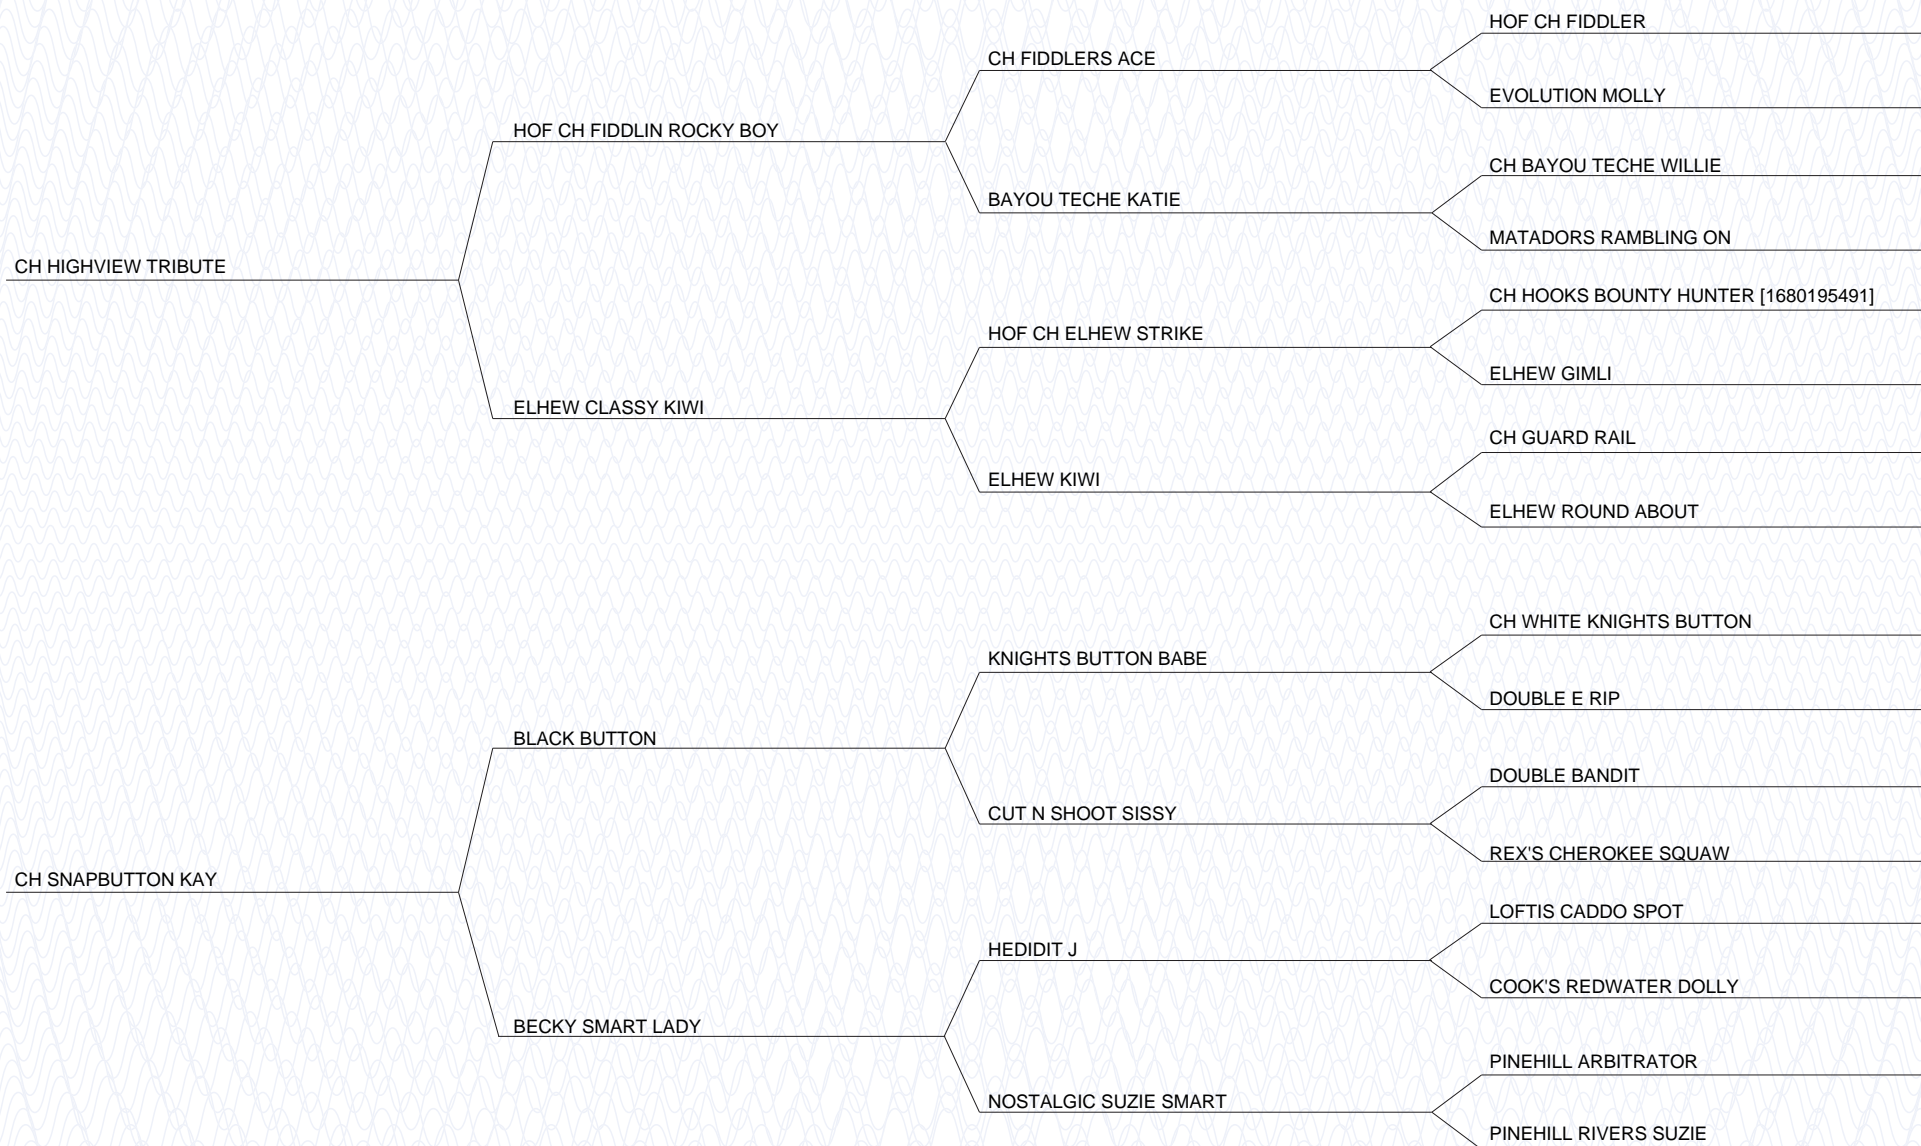 HOF CH FIDDLER
CH FIDDLERS ACE
EVOLUTION MOLLY
HOF CH FIDDLIN ROCKY BOY
CH BAYOU TECHE WILLIE
BAYOU TECHE KATIE
MATADORS RAMBLING ON
CH HIGHVIEW TRIBUTE
CH HOOKS BOUNTY HUNTER [1680195491]
HOF CH ELHEW STRIKE
ELHEW GIMLI
ELHEW CLASSY KIWI
CH GUARD RAIL
ELHEW KIWI
ELHEW ROUND ABOUT
CH WHITE KNIGHTS BUTTON
KNIGHTS BUTTON BABE
DOUBLE E RIP
BLACK BUTTON
DOUBLE BANDIT
CUT N SHOOT SISSY
REX'S CHEROKEE SQUAW
CH SNAPBUTTON KAY
LOFTIS CADDO SPOT
HEDIDIT J
COOK'S REDWATER DOLLY
BECKY SMART LADY
PINEHILL ARBITRATOR
NOSTALGIC SUZIE SMART
PINEHILL RIVERS SUZIE